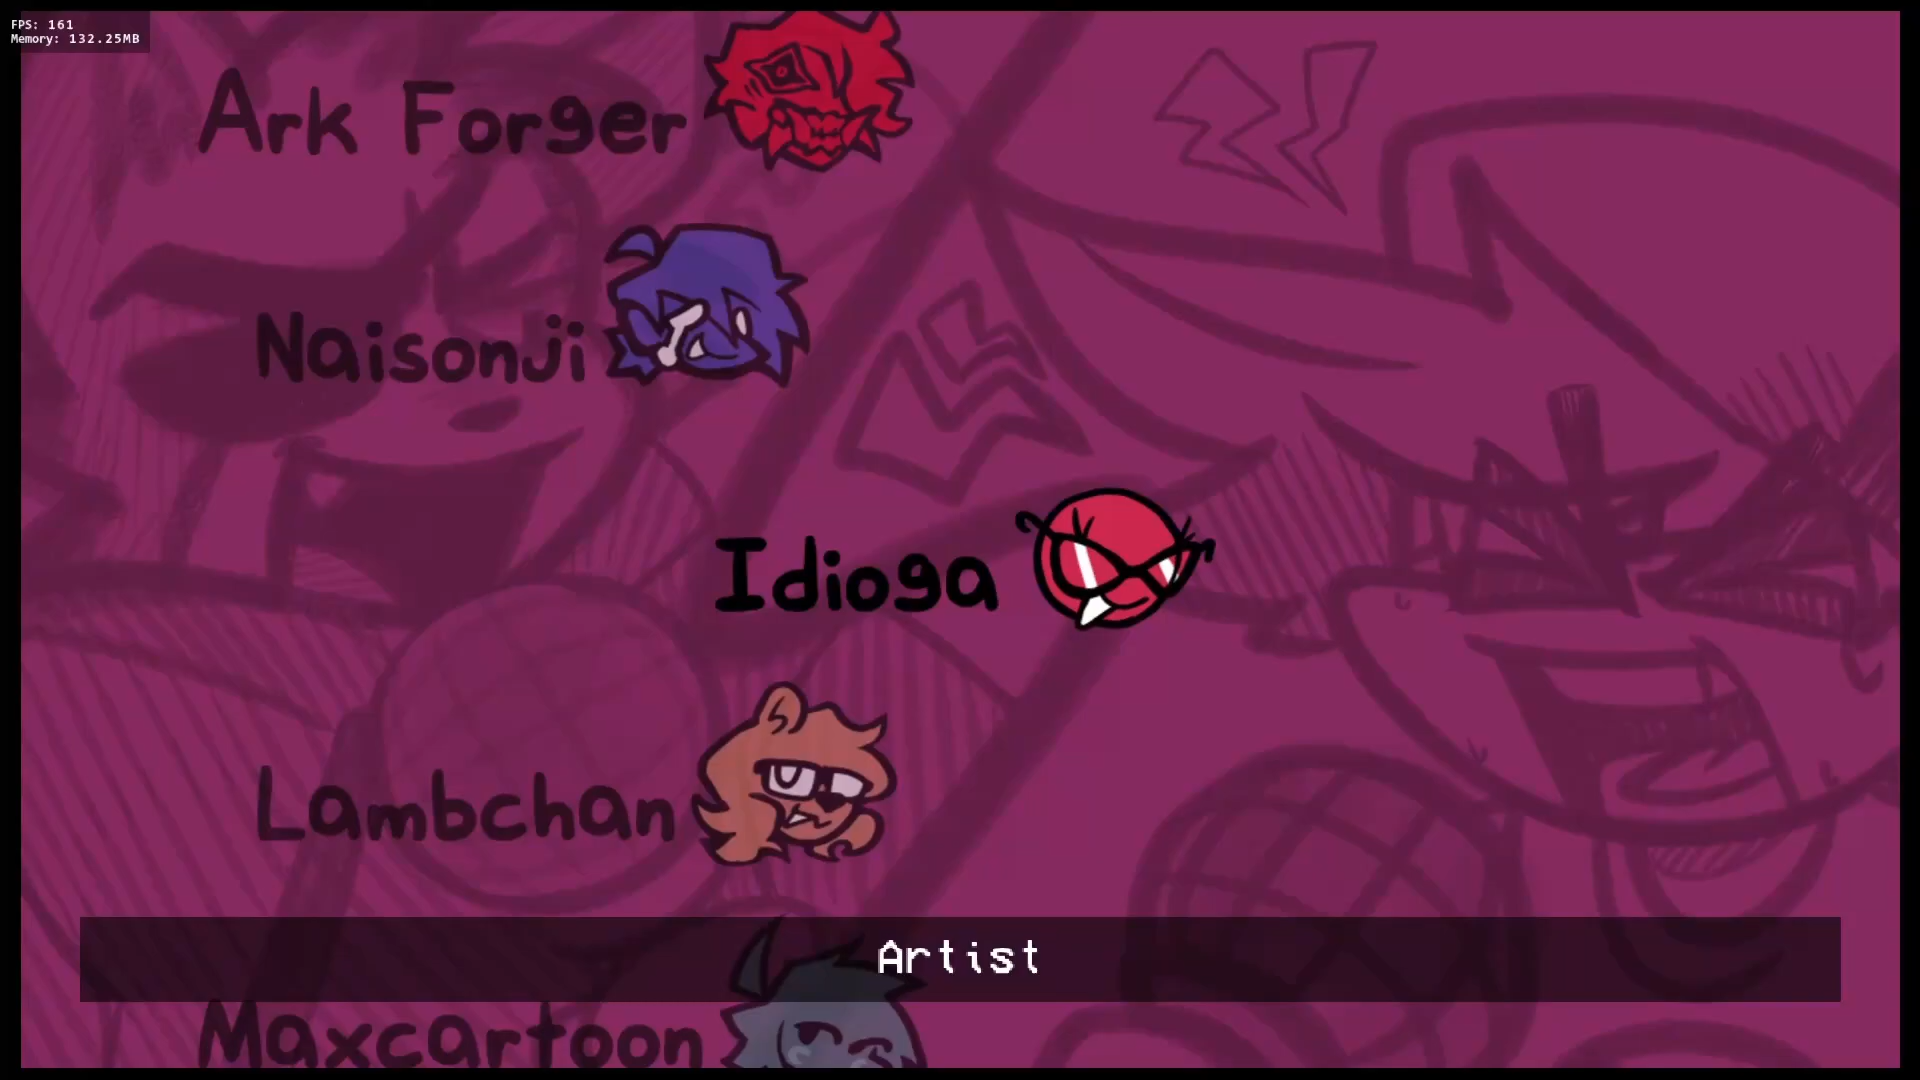 FPS: 161
Memory: 132.25MB
Ark Forger
Naisonji
Idioga
Lambchan
Artist
Maxcartoon